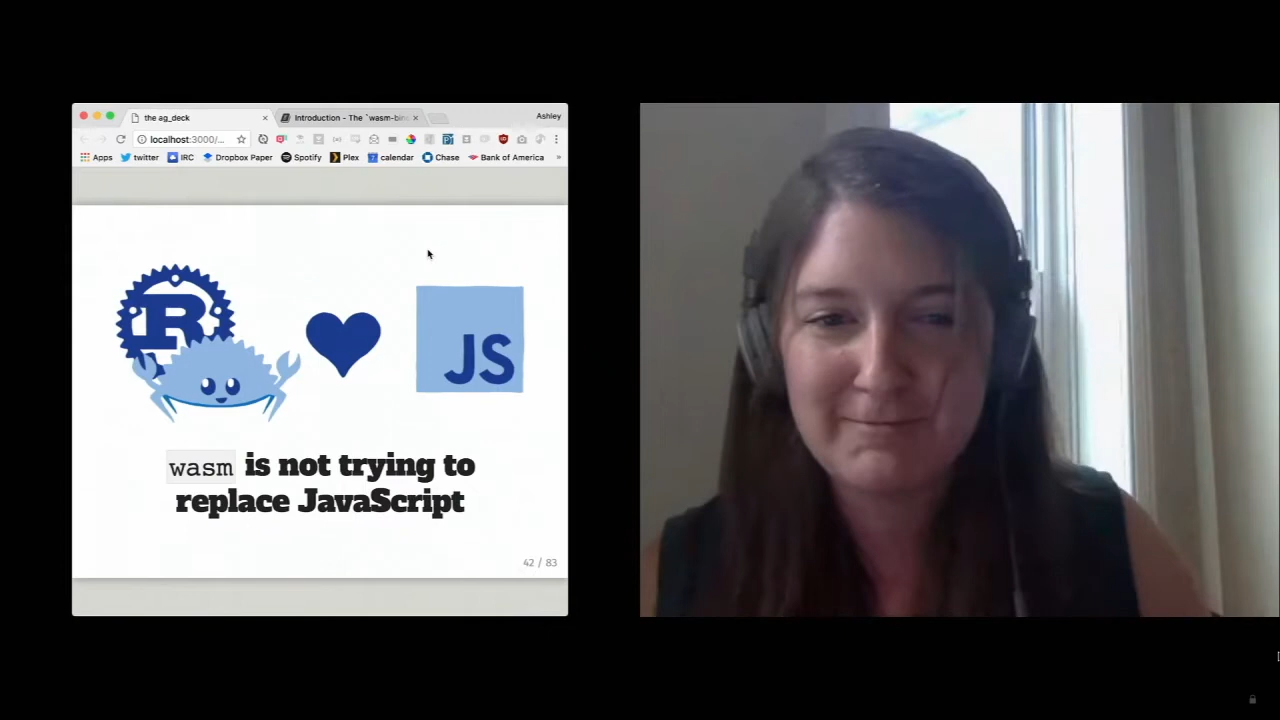 the ag_deck
Introduction - The `wasm-bin
Ashley
localhost:3000/...
Apps twitter IRC Dropbox Paper Spotify Plex calendar Chase Bank of America »
R
JS
wasm is not trying to
replace JavaScript
42 / 83